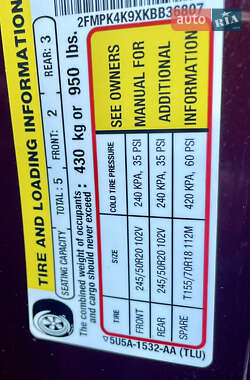 AUTO RIA .com
2FMPK4K9XKBB36807
TIRE AND LOADING INFORMATION
SEATING CAPACITY TOTAL: 5 FRONT: 2 REAR: 3
The combined weight of occupants and cargo should never exceed: 430 kg or 950 lbs.
TIRE SIZE COLD TIRE PRESSURE
FRONT 245/50R20 102V 240 KPA, 35 PSI
REAR 245/50R20 102V 240 KPA, 35 PSI
SPARE T155/70R18 112M 420 KPA, 60 PSI
SEE OWNERS
MANUAL FOR
ADDITIONAL
INFORMATION
5U5A-1532-AA (TLU)